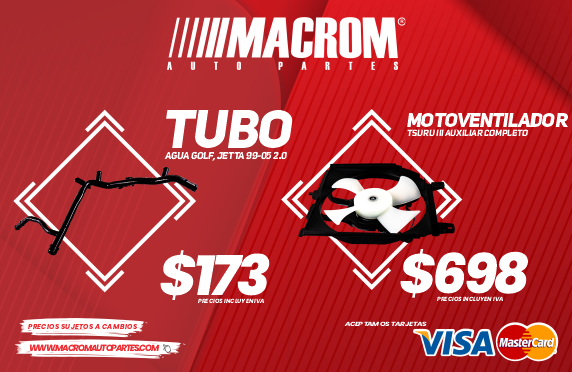 MACROM®
AUTO PARTES
TUBO
AGUA GOLF, JETTA 99-05 2.0
MOTOVENTILADOR
TSURU III AUXILIAR COMPLETO
$173
PRECIOS INCLUYEN IVA
$698
PRECIOS INCLUYEN IVA
PRECIOS SUJETOS A CAMBIOS
WWW.MACROMAUTOPARTES.COM
ACEPTAMOS TARJETAS
VISA
MasterCard